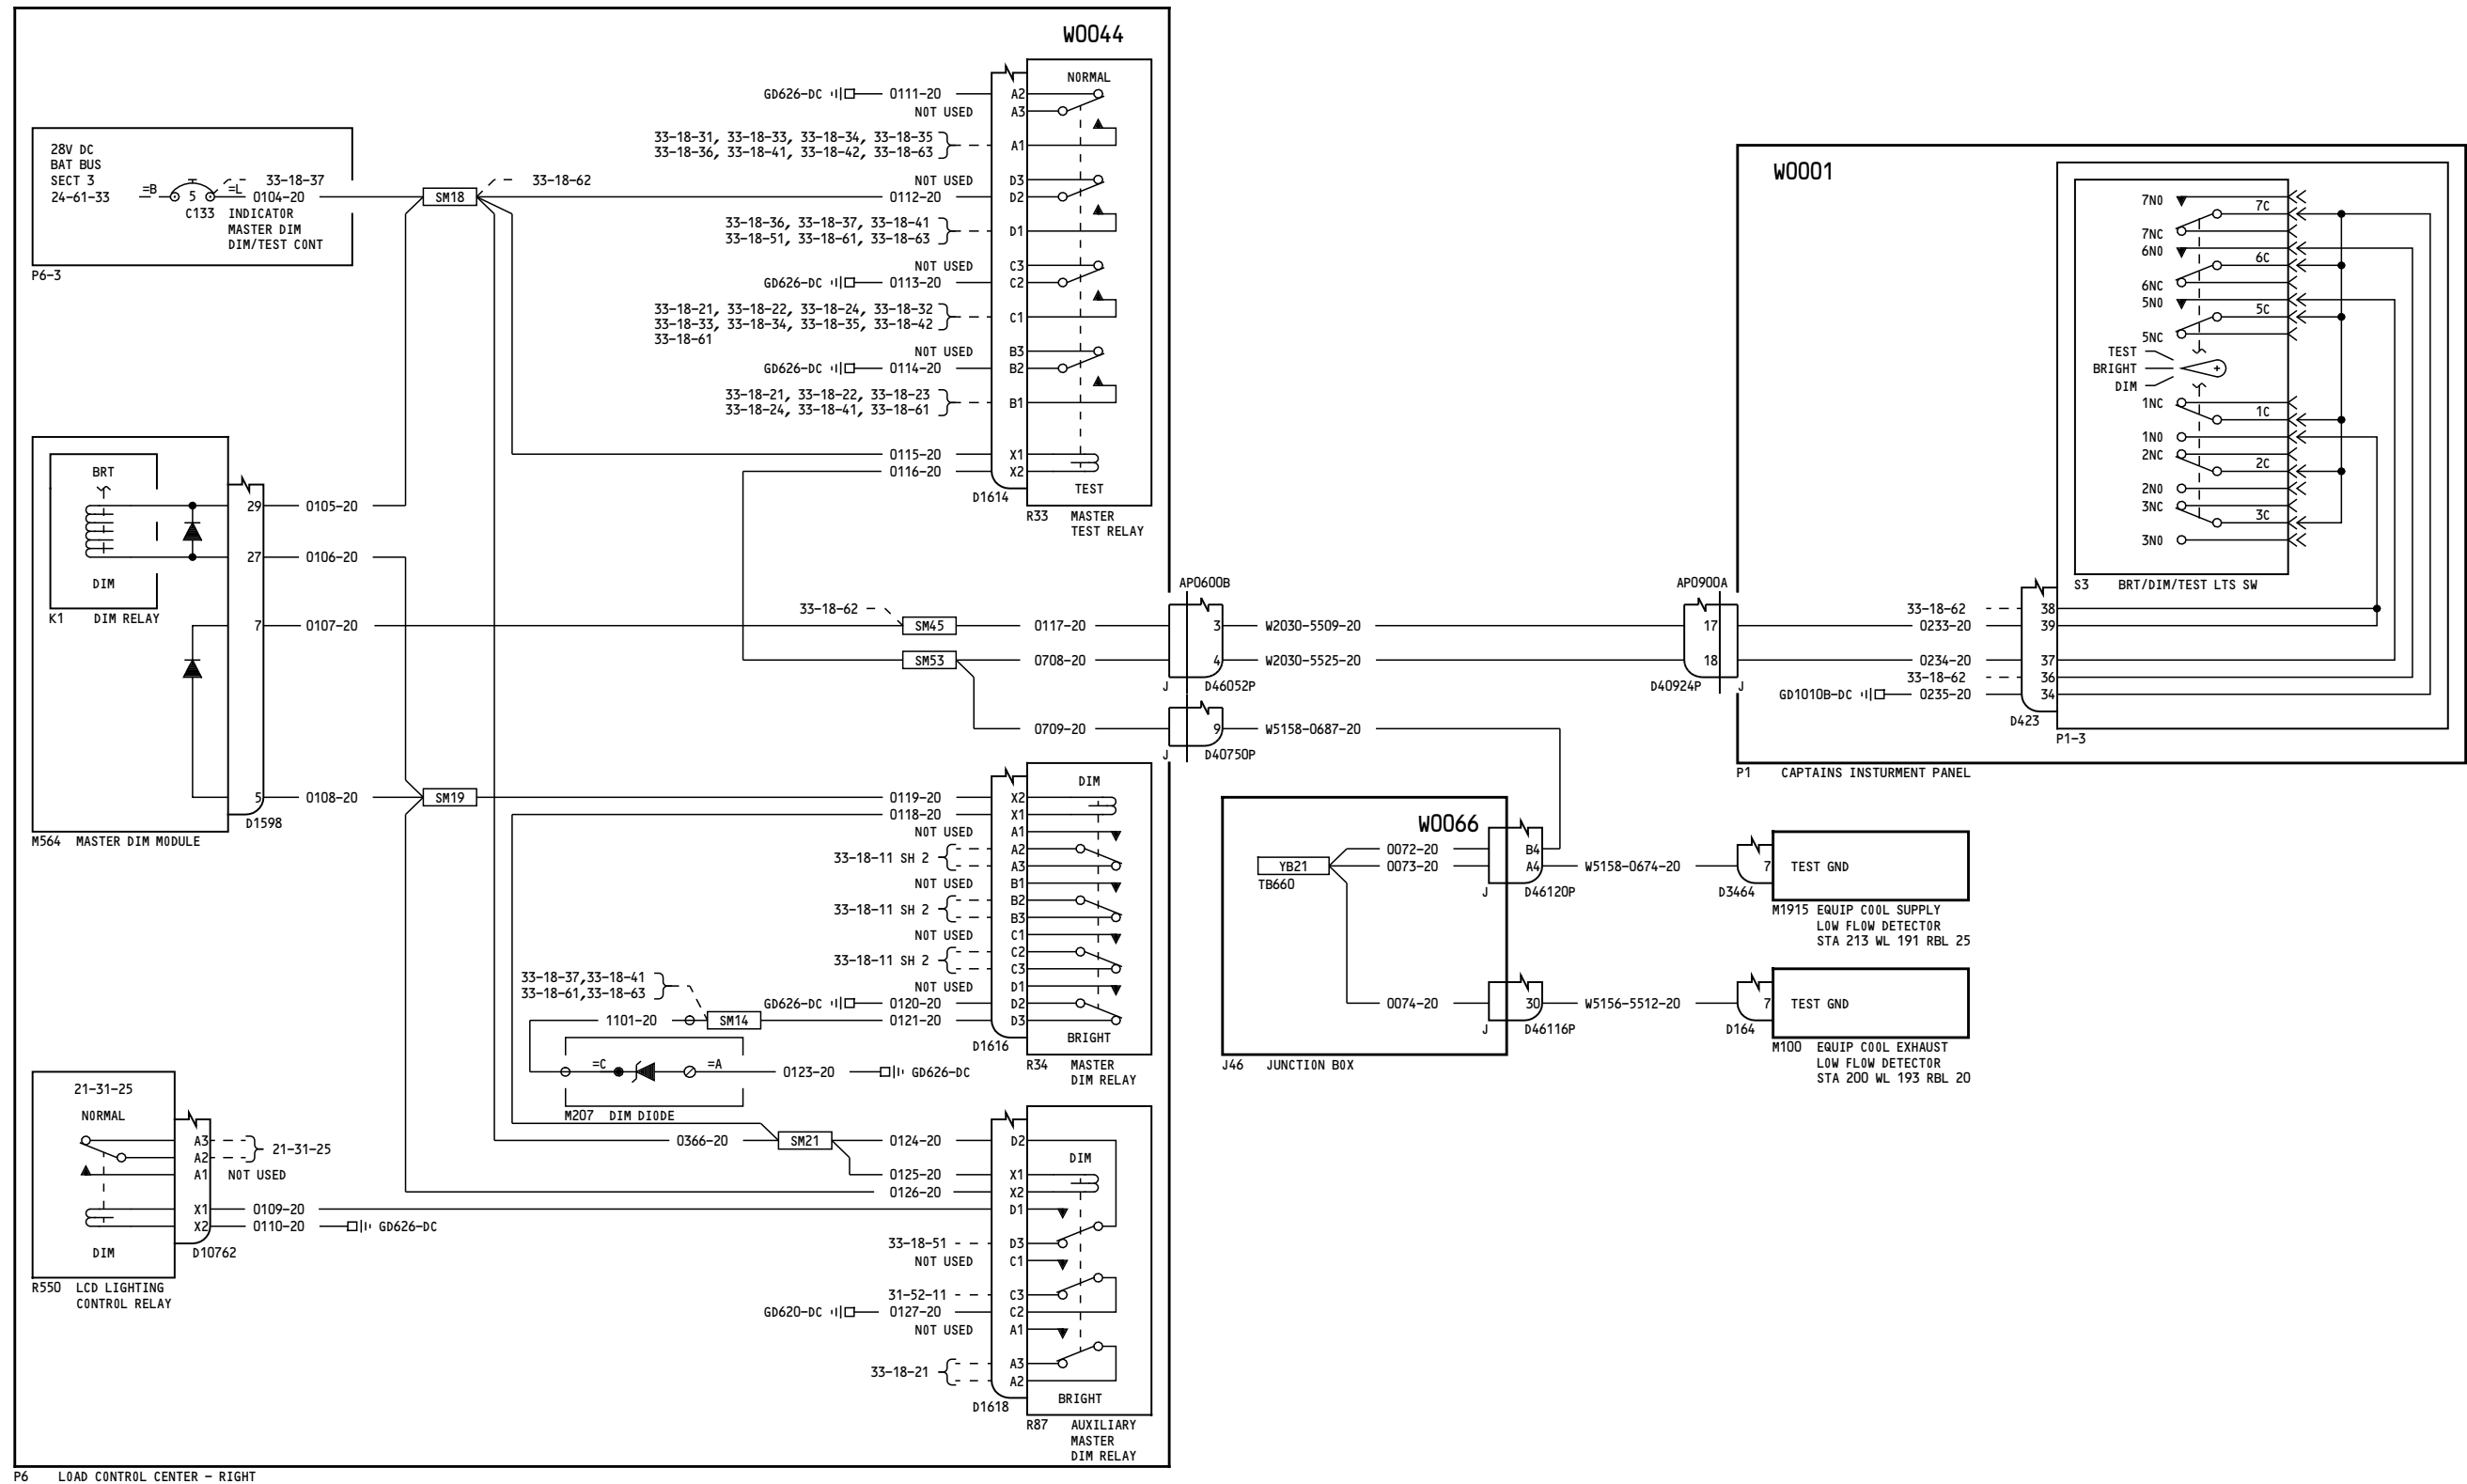 W0044
NORMAL
GD626-DC 0111-20 A2
NOT USED A3
33-18-31, 33-18-33, 33-18-34, 33-18-35
33-18-36, 33-18-41, 33-18-42, 33-18-63
A1
NOT USED D3
0112-20 D2
33-18-36, 33-18-37, 33-18-41
33-18-51, 33-18-61, 33-18-63
D1
NOT USED C3
GD626-DC 0113-20 C2
33-18-21, 33-18-22, 33-18-24, 33-18-32
33-18-33, 33-18-34, 33-18-35, 33-18-42
33-18-61
C1
NOT USED B3
GD626-DC 0114-20 B2
33-18-21, 33-18-22, 33-18-23
33-18-24, 33-18-41, 33-18-61
B1
0115-20 X1
0116-20 X2
TEST
D1614
R33 MASTER
TEST RELAY
28V DC
BAT BUS
SECT 3
24-61-33
=B 5 =L
33-18-37
0104-20
C133 INDICATOR
MASTER DIM
DIM/TEST CONT
P6-3
SM18
33-18-62
BRT
DIM
K1 DIM RELAY
29 0105-20
27 0106-20
7 0107-20
5 0108-20
D1598
M564 MASTER DIM MODULE
SM19
33-18-62
SM45 0117-20
SM53 0708-20
0709-20
AP0600B
3 W2030-5509-20
4 W2030-5525-20
J D46052P
9 W5158-0687-20
J D40750P
AP0900A
17
18
D40924P J
W0001
7NO
7C
7NC
6NO
6C
6NC
5NO
5C
5NC
TEST
BRIGHT
DIM
1NC
1C
1NO
2NC
2C
2NO
3NC
3C
3NO
S3 BRT/DIM/TEST LTS SW
33-18-62 38
0233-20 39
0234-20 37
33-18-62 36
GD1010B-DC 0235-20 34
D423
P1-3
P1 CAPTAINS INSTURMENT PANEL
DIM
0119-20 X2
0118-20 X1
NOT USED A1
33-18-11 SH 2
A2
A3
NOT USED B1
33-18-11 SH 2
B2
B3
NOT USED C1
33-18-11 SH 2
C2
C3
NOT USED D1
GD626-DC 0120-20 D2
0121-20 D3
BRIGHT
D1616
R34 MASTER
DIM RELAY
33-18-37,33-18-41
33-18-61,33-18-63
1101-20 SM14
=C =A
0123-20 GD626-DC
M207 DIM DIODE
W0066
YB21
TB660
0072-20 B4
0073-20 A4
W5158-0674-20
J D46120P
0074-20 30
W5156-5512-20
J D46116P
J46 JUNCTION BOX
7 TEST GND
D3464
M1915 EQUIP COOL SUPPLY
LOW FLOW DETECTOR
STA 213 WL 191 RBL 25
7 TEST GND
D164
M100 EQUIP COOL EXHAUST
LOW FLOW DETECTOR
STA 200 WL 193 RBL 20
21-31-25
NORMAL
A3
A2
21-31-25
A1 NOT USED
X1 0109-20
X2 0110-20 GD626-DC
DIM
D10762
R550 LCD LIGHTING
CONTROL RELAY
0366-20 SM21
0124-20 D2
DIM
0125-20 X1
0126-20 X2
D1
33-18-51 D3
NOT USED C1
31-52-11 C3
GD620-DC 0127-20 C2
NOT USED A1
33-18-21
A3
A2
BRIGHT
D1618
R87 AUXILIARY
MASTER
DIM RELAY
P6 LOAD CONTROL CENTER - RIGHT